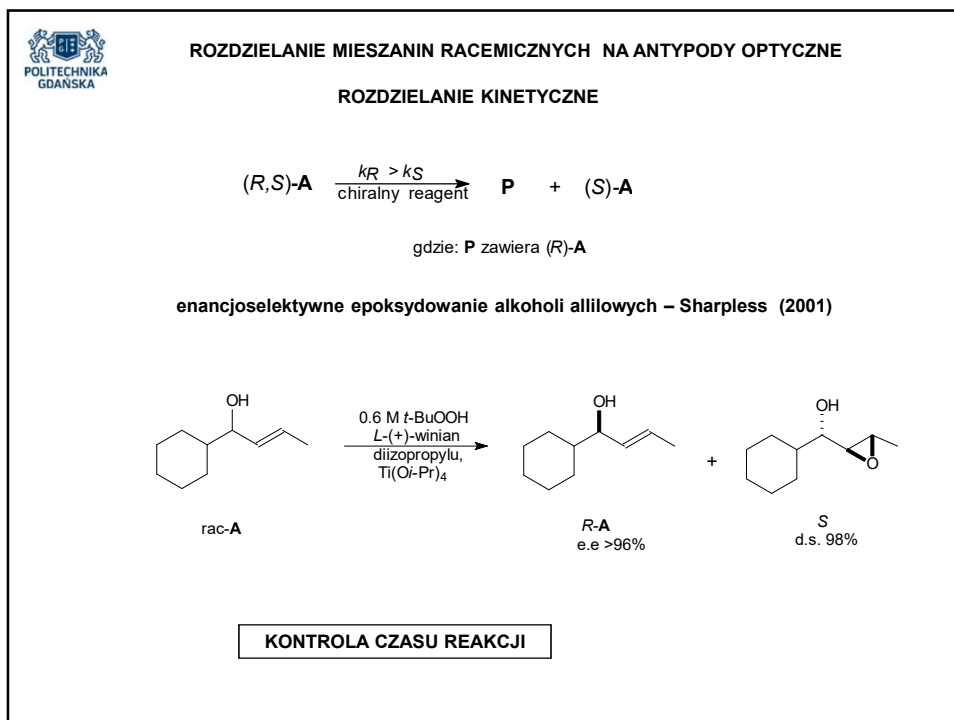 POLITECHNIKA
GDAŃSKA
ROZDZIELANIE MIESZANIN RACEMICZNYCH NA ANTYPODY OPTYCZNE
ROZDZIELANIE KINETYCZNE
(R,S)-A kR > kS chiralny reagent P + (S)-A
gdzie: P zawiera (R)-A
enancjoselektywne epoksydowanie alkoholi allilowych – Sharpless (2001)
OH
0.6 M t-BuOOH
L-(+)-winian
diizopropylu,
Ti(Oi-Pr)4
OH
+
OH
O
rac-A
R-A
e.e >96%
S
d.s. 98%
KONTROLA CZASU REAKCJI